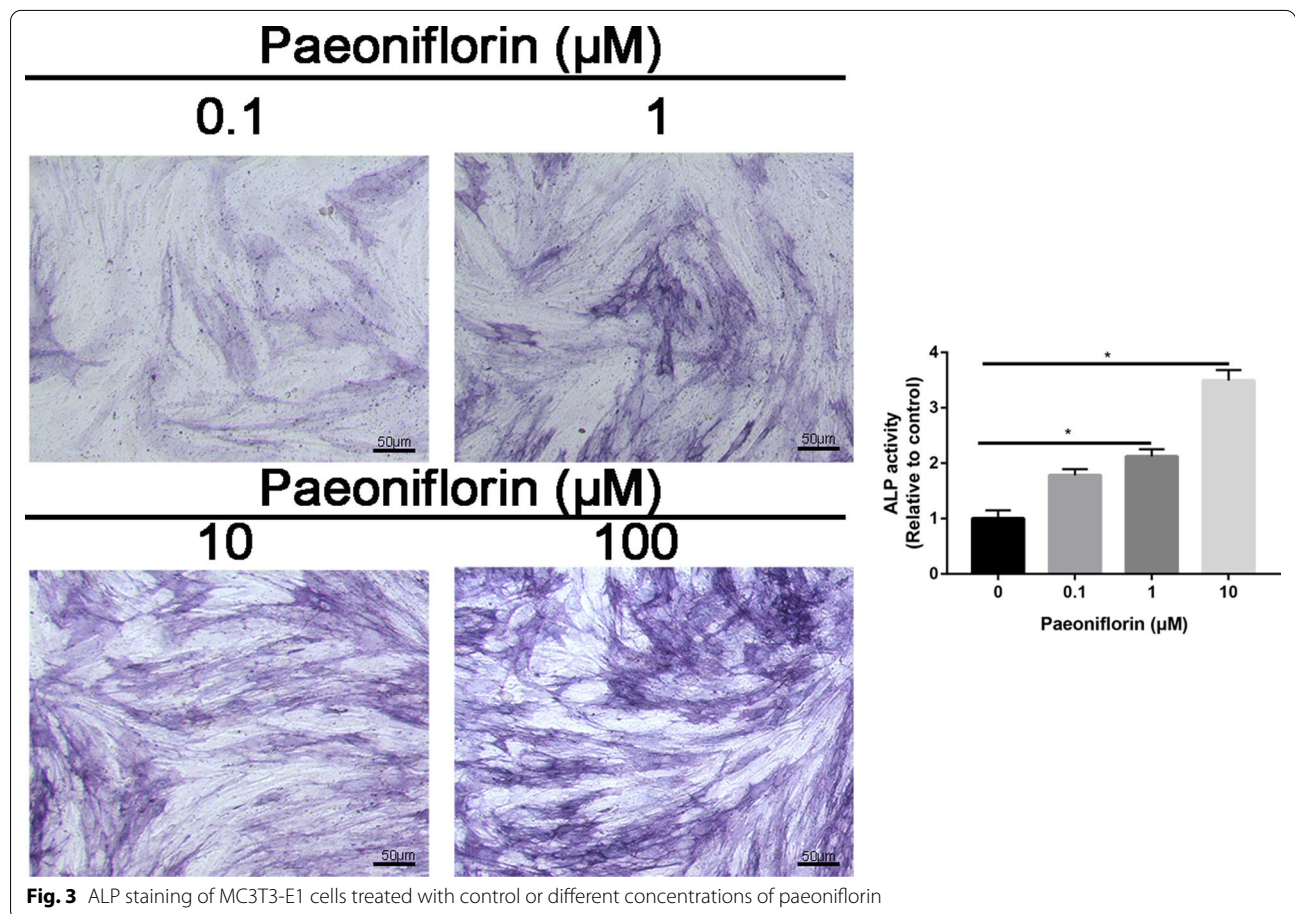 Paeoniflorin (µM)
0.1 1
50µm 50µm
Paeoniflorin (µM)
10 100
50µm 50µm
ALP activity
(Relative to control)
4
3
2
1
0
* *
0 0.1 1 10
Paeoniflorin (µM)
Fig. 3 ALP staining of MC3T3-E1 cells treated with control or different concentrations of paeoniflorin